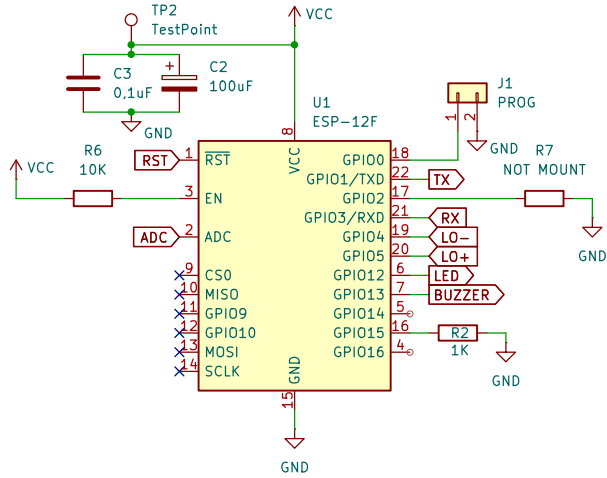 TP2
TestPoint
VCC
C3
0,1uF
+
C2
100uF
GND
U1
ESP-12F
J1
PROG
1
2
GND
R7
NOT MOUNT
GND
R6
10K
VCC
8
VCC
RST
1
RST
3
EN
ADC
2
ADC
9
CS0
10
MISO
11
GPIO9
12
GPIO10
13
MOSI
14
SCLK
GPIO0
18
GPIO1/TXD
22
TX
GPIO2
17
GPIO3/RXD
21
RX
GPIO4
19
LO-
GPIO5
20
LO+
GPIO12
6
LED
GPIO13
7
BUZZER
GPIO14
5
GPIO15
16
R2
1K
GND
GPIO16
4
GND
15
GND